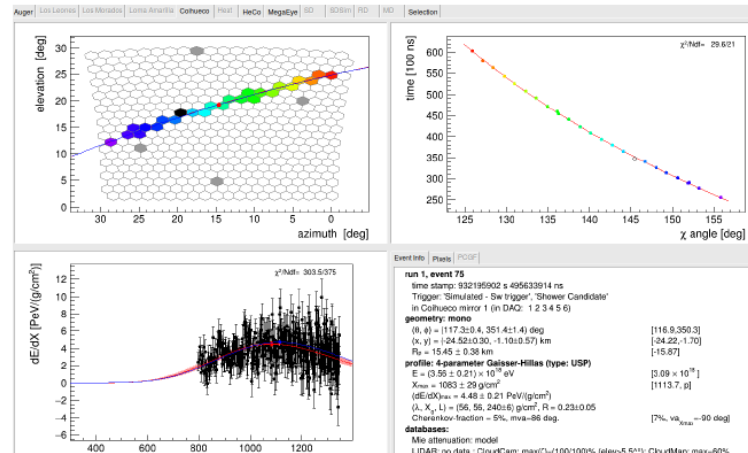 Auger Los Leones Los Morados Loma Amarilla Coihueco Heat HeCo MegaEye SD SDSim RD MD Selection
elevation [deg]
30
25
20
15
10
5
0
30 25 20 15 10 5 0
azimuth [deg]
time [100 ns]
χ²/Ndf= 29.6/21
600
550
500
450
400
350
300
250
125 130 135 140 145 150 155
χ angle [deg]
dE/dX [PeV/(g/cm²)]
χ²/Ndf= 303.5/375
12
10
8
6
4
2
0
−2
−4
−6
400 600 800 1000 1200
Event Info Pixels PCGF
run 1, event 75
time stamp: 932195902 s 495633914 ns
Trigger: 'Simulated - Sw trigger', 'Shower Candidate'
in Coihueco mirror 1 (in DAQ: 1 2 3 4 5 6)
geometry: mono
(θ, ϕ) = (117.3±0.4, 351.4±1.4) deg [116.9,350.3]
(x, y) = (-24.52±0.30, -1.10±0.57) km [-24.22,-1.70]
Rₚ = 15.45 ± 0.38 km [-15.87]
profile: 4-parameter Gaisser-Hillas (type: USP)
E = (3.56 ± 0.21) × 10¹⁸ eV [3.09 × 10¹⁸]
Xmax = 1083 ± 29 g/cm² [1113.7, p]
(dE/dX)max = 4.48 ± 0.21 PeV/(g/cm²)
(λ, X₀, L) = (56, 56, 240±6) g/cm², R = 0.23±0.05
Cherenkov-fraction = 5%, mva=86 deg. [7%, va Xmax=-90 deg]
databases:
Mie attenuation: model